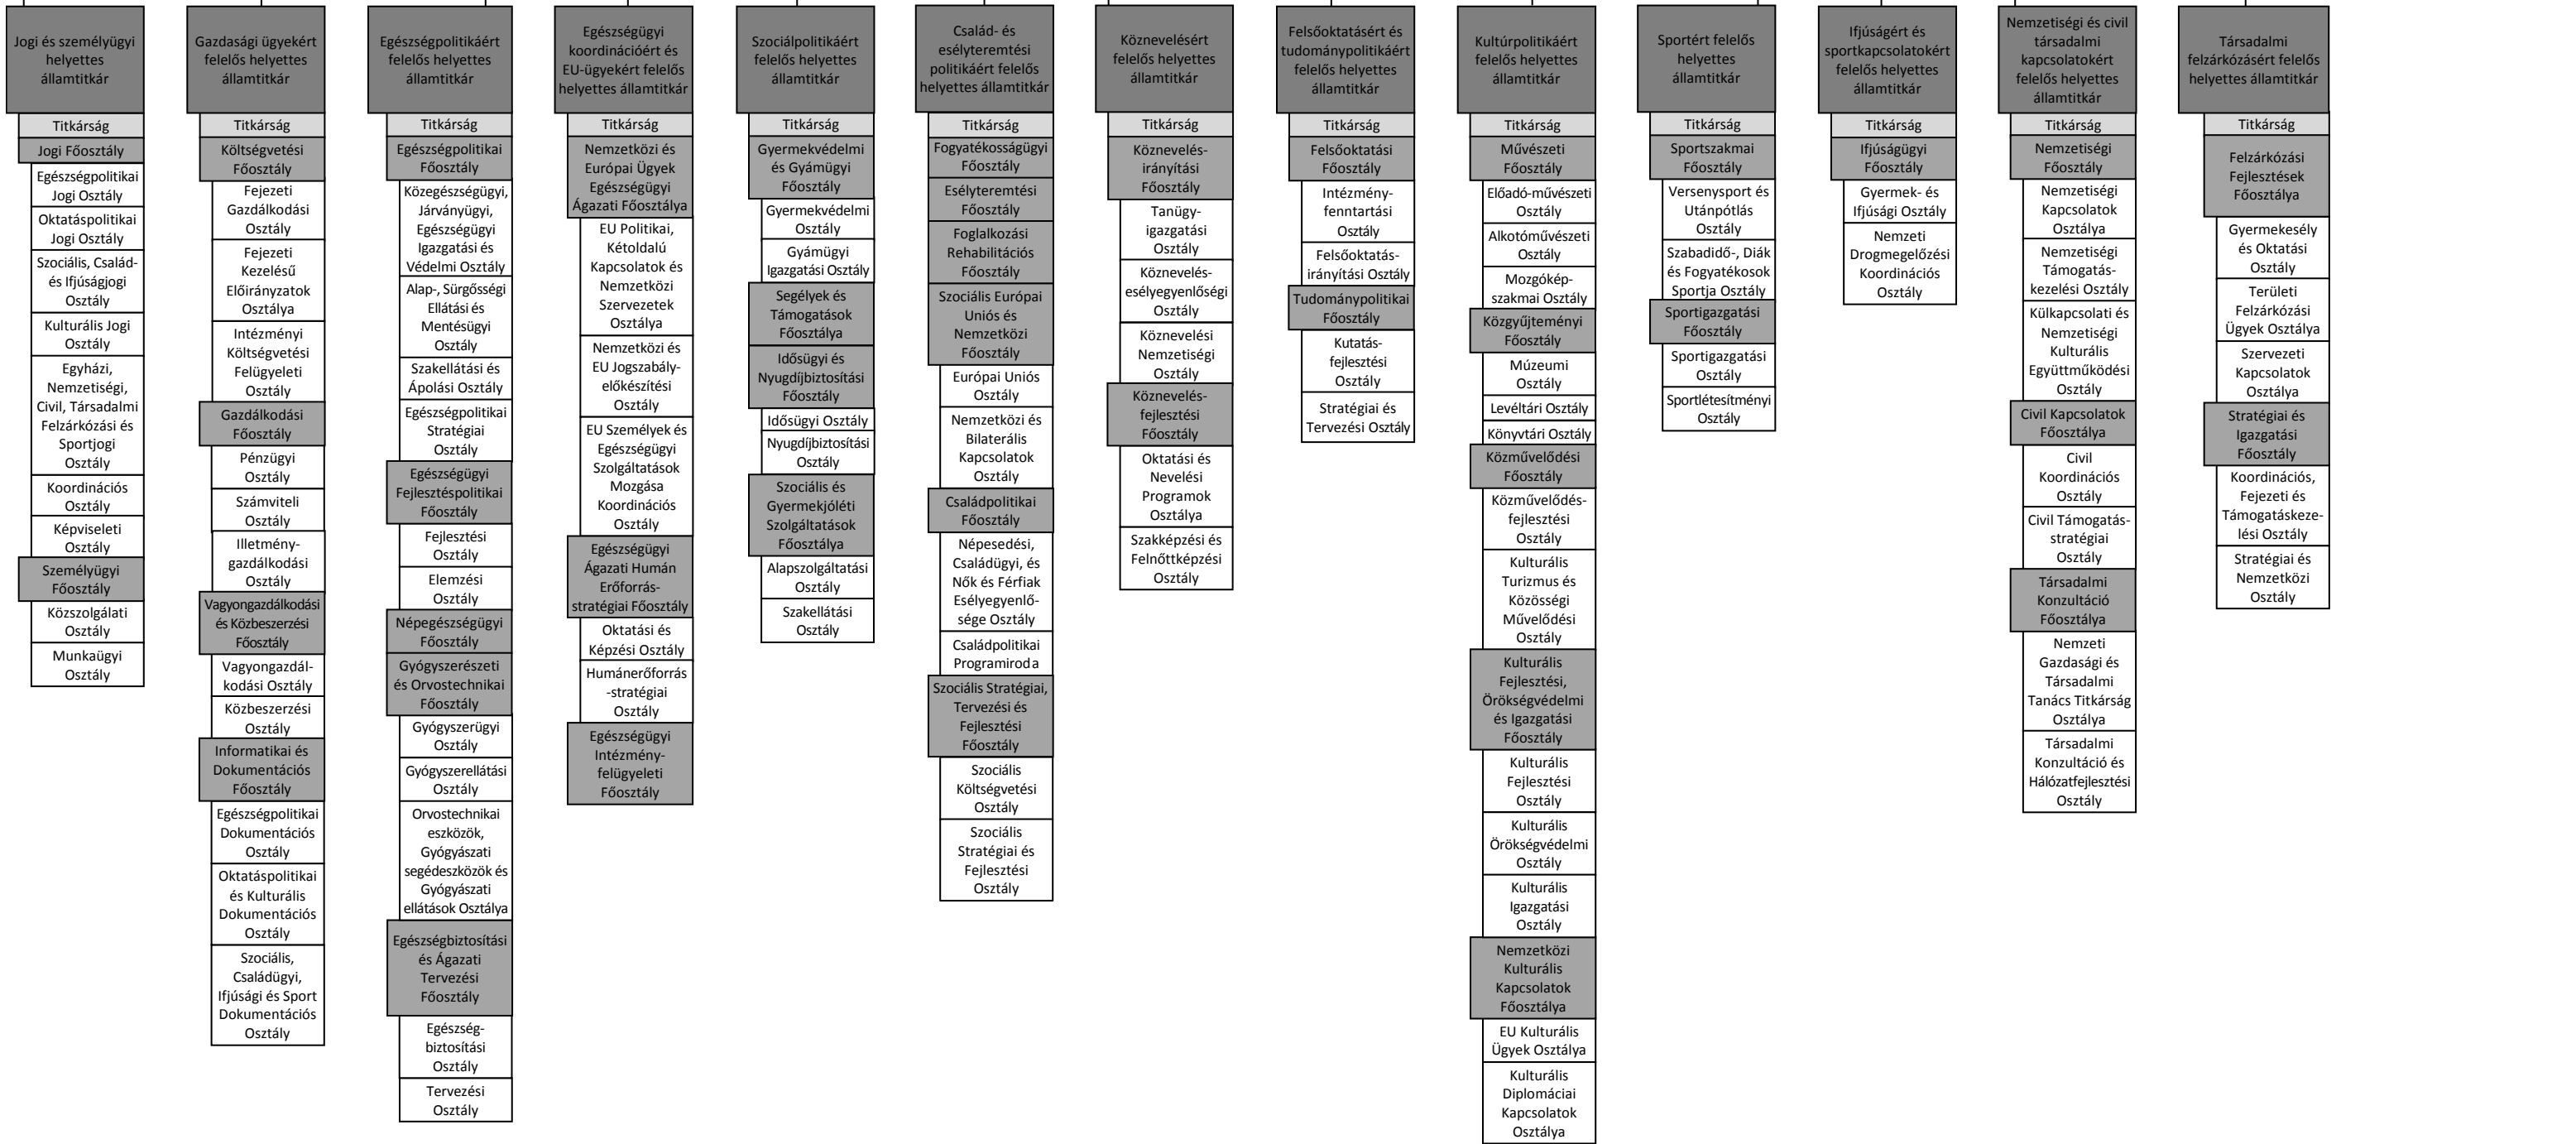 Jogi és személyügyi
helyettes
államtitkár
Titkárság
Jogi Főosztály
Egészségpolitikai
Jogi Osztály
Oktatáspolitikai
Jogi Osztály
Szociális, Család-
és Ifjúságjogi
Osztály
Kulturális Jogi
Osztály
Egyházi,
Nemzetiségi,
Civil, Társadalmi
Felzárkózási és
Sportjogi
Osztály
Koordinációs
Osztály
Képviseleti
Osztály
Személyügyi
Főosztály
Közszolgálati
Osztály
Munkaügyi
Osztály
Gazdasági ügyekért
felelős helyettes
államtitkár
Titkárság
Költségvetési
Főosztály
Fejezeti
Gazdálkodási
Osztály
Fejezeti
Kezelésű
Előirányzatok
Osztálya
Intézményi
Költségvetési
Felügyeleti
Osztály
Gazdálkodási
Főosztály
Pénzügyi
Osztály
Számviteli
Osztály
Illetmény-
gazdálkodási
Osztály
Vagyongazdálkodási
és Közbeszerzési
Főosztály
Vagyongazdál-
kodási Osztály
Közbeszerzési
Osztály
Informatikai és
Dokumentációs
Főosztály
Egészségpolitikai
Dokumentációs
Osztály
Oktatáspolitikai
és Kulturális
Dokumentációs
Osztály
Szociális,
Családügyi,
Ifjúsági és Sport
Dokumentációs
Osztály
Egészségpolitikáért
felelős helyettes
államtitkár
Titkárság
Egészségpolitikai
Főosztály
Közegészségügyi,
Járványügyi,
Egészségügyi
Igazgatási és
Védelmi Osztály
Alap-, Sürgősségi
Ellátási és
Mentésügyi
Osztály
Szakellátási és
Ápolási Osztály
Egészségpolitikai
Stratégiai
Osztály
Egészségügyi
Fejlesztéspolitikai
Főosztály
Fejlesztési
Osztály
Elemzési
Osztály
Népegészségügyi
Főosztály
Gyógyszerészeti
és Orvostechnikai
Főosztály
Gyógyszerügyi
Osztály
Gyógyszerellátási
Osztály
Orvostechnikai
eszközök,
Gyógyászati
segédeszközök és
Gyógyászati
ellátások Osztálya
Egészségbiztosítási
és Ágazati
Tervezési
Főosztály
Egészség-
biztosítási
Osztály
Tervezési
Osztály
Egészségügyi
koordinációért és
EU-ügyekért felelős
helyettes államtitkár
Titkárság
Nemzetközi és
Európai Ügyek
Egészségügyi
Ágazati Főosztálya
EU Politikai,
Kétoldalú
Kapcsolatok és
Nemzetközi
Szervezetek
Osztálya
Nemzetközi és
EU Jogszabály-
előkészítési
Osztály
EU Személyek és
Egészségügyi
Szolgáltatások
Mozgása
Koordinációs
Osztály
Egészségügyi
Ágazati Humán
Erőforrás-
stratégiai Főosztály
Oktatási és
Képzési Osztály
Humánerőforrás
-stratégiai
Osztály
Egészségügyi
Intézmény-
felügyeleti
Főosztály
Szociálpolitikáért
felelős helyettes
államtitkár
Titkárság
Gyermekvédelmi
és Gyámügyi
Főosztály
Gyermekvédelmi
Osztály
Gyámügyi
Igazgatási Osztály
Segélyek és
Támogatások
Főosztálya
Idősügyi és
Nyugdíjbiztosítási
Főosztály
Idősügyi Osztály
Nyugdíjbiztosítási
Osztály
Szociális és
Gyermekjóléti
Szolgáltatások
Főosztálya
Alapszolgáltatási
Osztály
Szakellátási
Osztály
Család- és
esélyteremtési
politikáért felelős
helyettes államtitkár
Titkárság
Fogyatékosságügyi
Főosztály
Esélyteremtési
Főosztály
Foglalkozási
Rehabilitációs
Főosztály
Szociális Európai
Uniós és
Nemzetközi
Főosztály
Európai Uniós
Osztály
Nemzetközi és
Bilaterális
Kapcsolatok
Osztály
Családpolitikai
Főosztály
Népesedési,
Családügyi, és
Nők és Férfiak
Esélyegyenlő-
sége Osztály
Családpolitikai
Programiroda
Szociális Stratégiai,
Tervezési és
Fejlesztési
Főosztály
Szociális
Költségvetési
Osztály
Szociális
Stratégiai és
Fejlesztési
Osztály
Köznevelésért
felelős helyettes
államtitkár
Titkárság
Köznevelés-
irányítási
Főosztály
Tanügy-
igazgatási
Osztály
Köznevelés-
esélyegyenlőségi
Osztály
Köznevelési
Nemzetiségi
Osztály
Köznevelés-
fejlesztési
Főosztály
Oktatási és
Nevelési
Programok
Osztálya
Szakképzési és
Felnőttképzési
Osztály
Felsőoktatásért és
tudománypolitikáért
felelős helyettes
államtitkár
Titkárság
Felsőoktatási
Főosztály
Intézmény-
fenntartási
Osztály
Felsőoktatás-
irányítási Osztály
Tudománypolitikai
Főosztály
Kutatás-
fejlesztési
Osztály
Stratégiai és
Tervezési Osztály
Kultúrpolitikáért
felelős helyettes
államtitkár
Titkárság
Művészeti
Főosztály
Előadó-művészeti
Osztály
Alkotóművészeti
Osztály
Mozgókép-
szakmai Osztály
Közgyűjteményi
Főosztály
Múzeumi
Osztály
Levéltári Osztály
Könyvtári Osztály
Közművelődési
Főosztály
Közművelődés-
fejlesztési
Osztály
Kulturális
Turizmus és
Közösségi
Művelődési
Osztály
Kulturális
Fejlesztési,
Örökségvédelmi
és Igazgatási
Főosztály
Kulturális
Fejlesztési
Osztály
Kulturális
Örökségvédelmi
Osztály
Kulturális
Igazgatási
Osztály
Nemzetközi
Kulturális
Kapcsolatok
Főosztálya
EU Kulturális
Ügyek Osztálya
Kulturális
Diplomáciai
Kapcsolatok
Osztálya
Sportért felelős
helyettes
államtitkár
Titkárság
Sportszakmai
Főosztály
Versenysport és
Utánpótlás
Osztály
Szabadidő-, Diák
és Fogyatékosok
Sportja Osztály
Sportigazgatási
Főosztály
Sportigazgatási
Osztály
Sportlétesítményi
Osztály
Ifjúságért és
sportkapcsolatokért
felelős helyettes
államtitkár
Titkárság
Ifjúságügyi
Főosztály
Gyermek- és
Ifjúsági Osztály
Nemzeti
Drogmegelőzési
Koordinációs
Osztály
Nemzetiségi és civil
társadalmi
kapcsolatokért
felelős helyettes
államtitkár
Titkárság
Nemzetiségi
Főosztály
Nemzetiségi
Kapcsolatok
Osztálya
Nemzetiségi
Támogatás-
kezelési Osztály
Külkapcsolati és
Nemzetiségi
Kulturális
Együttműködési
Osztály
Civil Kapcsolatok
Főosztálya
Civil
Koordinációs
Osztály
Civil Támogatás-
stratégiai
Osztály
Társadalmi
Konzultáció
Főosztálya
Nemzeti
Gazdasági és
Társadalmi
Tanács Titkárság
Osztálya
Társadalmi
Konzultáció és
Hálózatfejlesztési
Osztály
Társadalmi
felzárkózásért felelős
helyettes államtitkár
Titkárság
Felzárkózási
Fejlesztések
Főosztálya
Gyermekesély
és Oktatási
Osztály
Területi
Felzárkózási
Ügyek Osztálya
Szervezeti
Kapcsolatok
Osztálya
Stratégiai és
Igazgatási
Főosztály
Koordinációs,
Fejezeti és
Támogatáskeze-
lési Osztály
Stratégiai és
Nemzetközi
Osztály